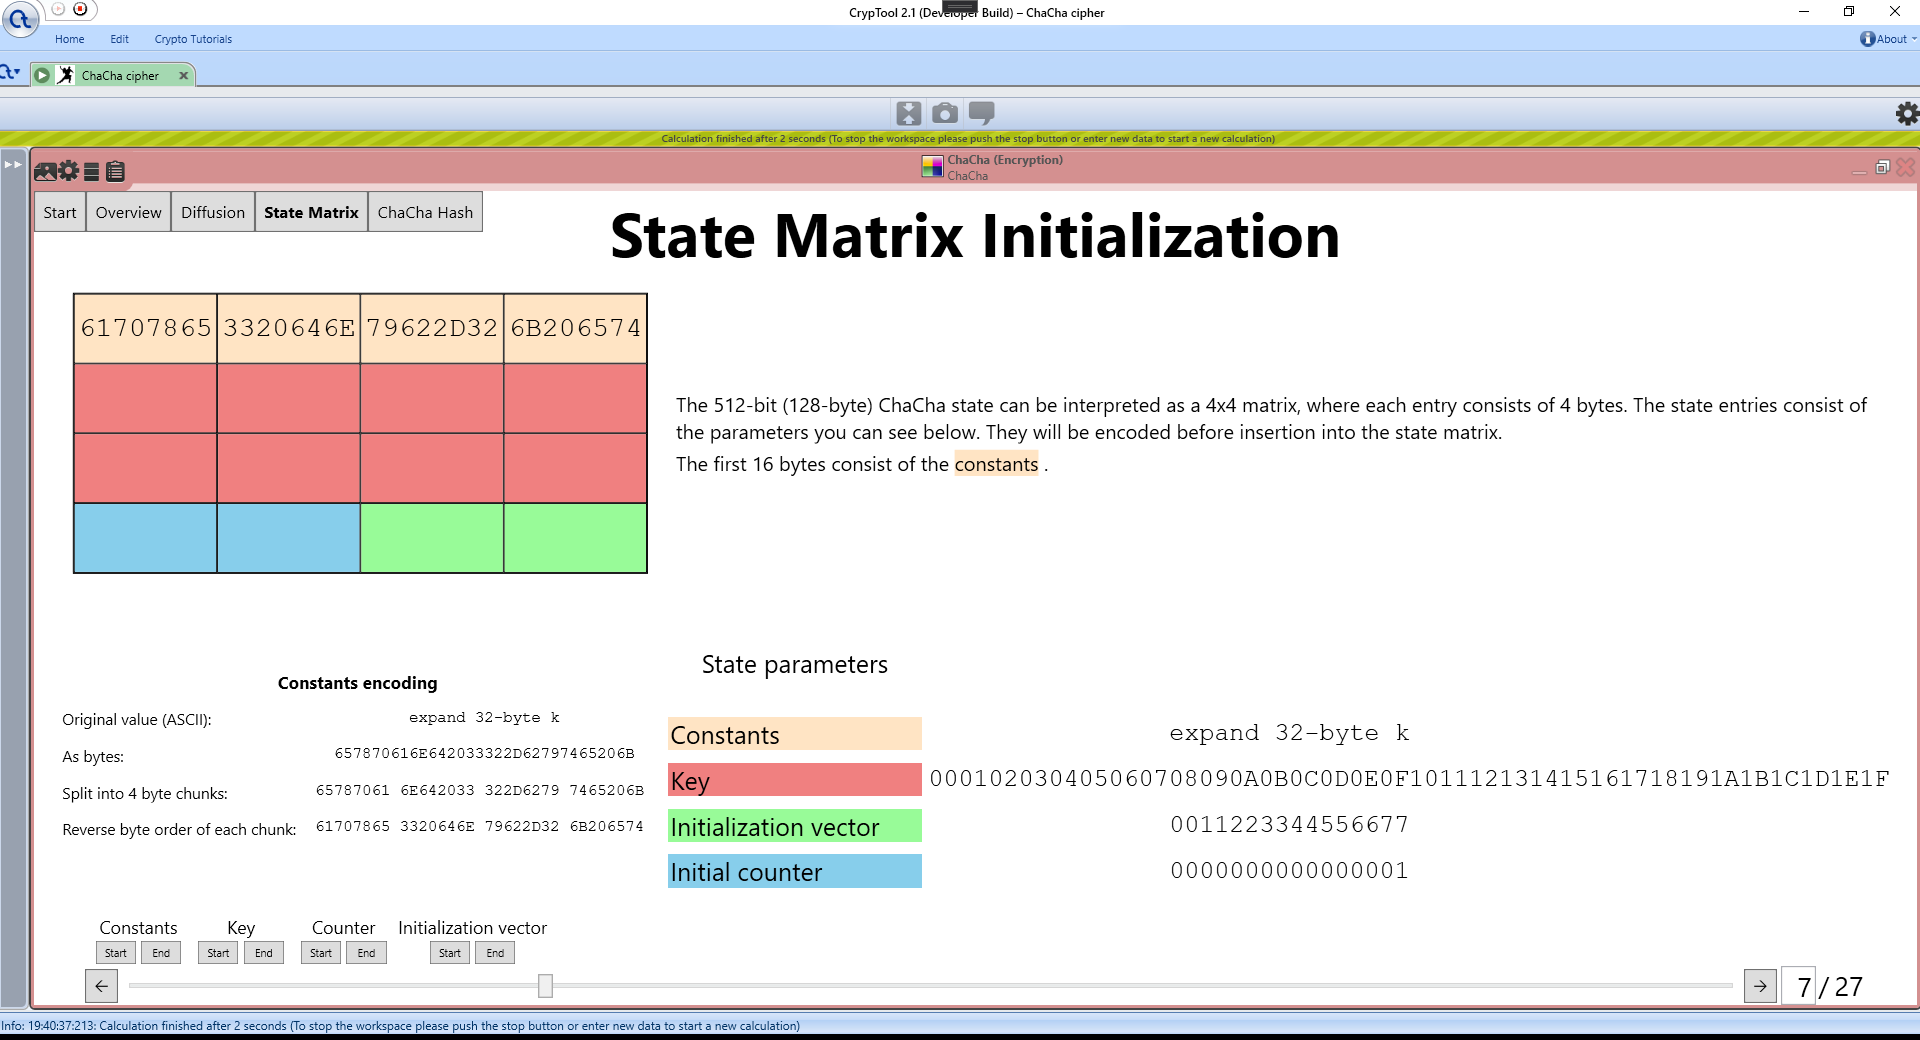 CrypTool 2.1 (Developer Build) – ChaCha cipher
Home Edit Crypto Tutorials
About
ChaCha cipher
Calculation finished after 2 seconds (To stop the workspace please push the stop button or enter new data to start a new calculation)
ChaCha (Encryption)
ChaCha
Start Overview Diffusion State Matrix ChaCha Hash
State Matrix Initialization
61707865 3320646E 79622D32 6B206574
The 512-bit (128-byte) ChaCha state can be interpreted as a 4x4 matrix, where each entry consists of 4 bytes. The state entries consist of
the parameters you can see below. They will be encoded before insertion into the state matrix.
The first 16 bytes consist of the constants .
Constants encoding
Original value (ASCII): expand 32-byte k
As bytes: 657870616E642033322D62797465206B
Split into 4 byte chunks: 65787061 6E642033 322D6279 7465206B
Reverse byte order of each chunk: 61707865 3320646E 79622D32 6B206574
State parameters
Constants expand 32-byte k
Key 000102030405060708090A0B0C0D0E0F101112131415161718191A1B1C1D1E1F
Initialization vector 0011223344556677
Initial counter 0000000000000001
Constants Key Counter Initialization vector
Start End Start End Start End Start End
7 / 27
Info: 19:40:37:213: Calculation finished after 2 seconds (To stop the workspace please push the stop button or enter new data to start a new calculation)